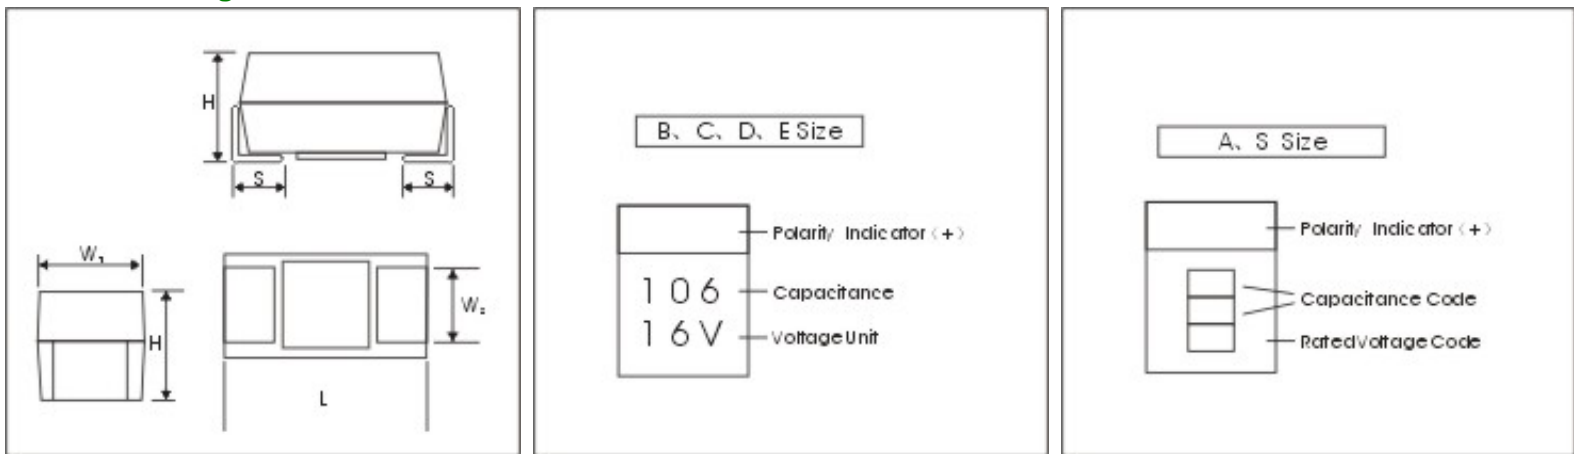 H
S S
W₁
H
W₂
L
B、C、D、E Size
Polarity Indicator (+)
106
Capacitance
16V
Voltage Unit
A、S Size
Polarity Indicator (+)
Capacitance Code
Rated Voltage Code